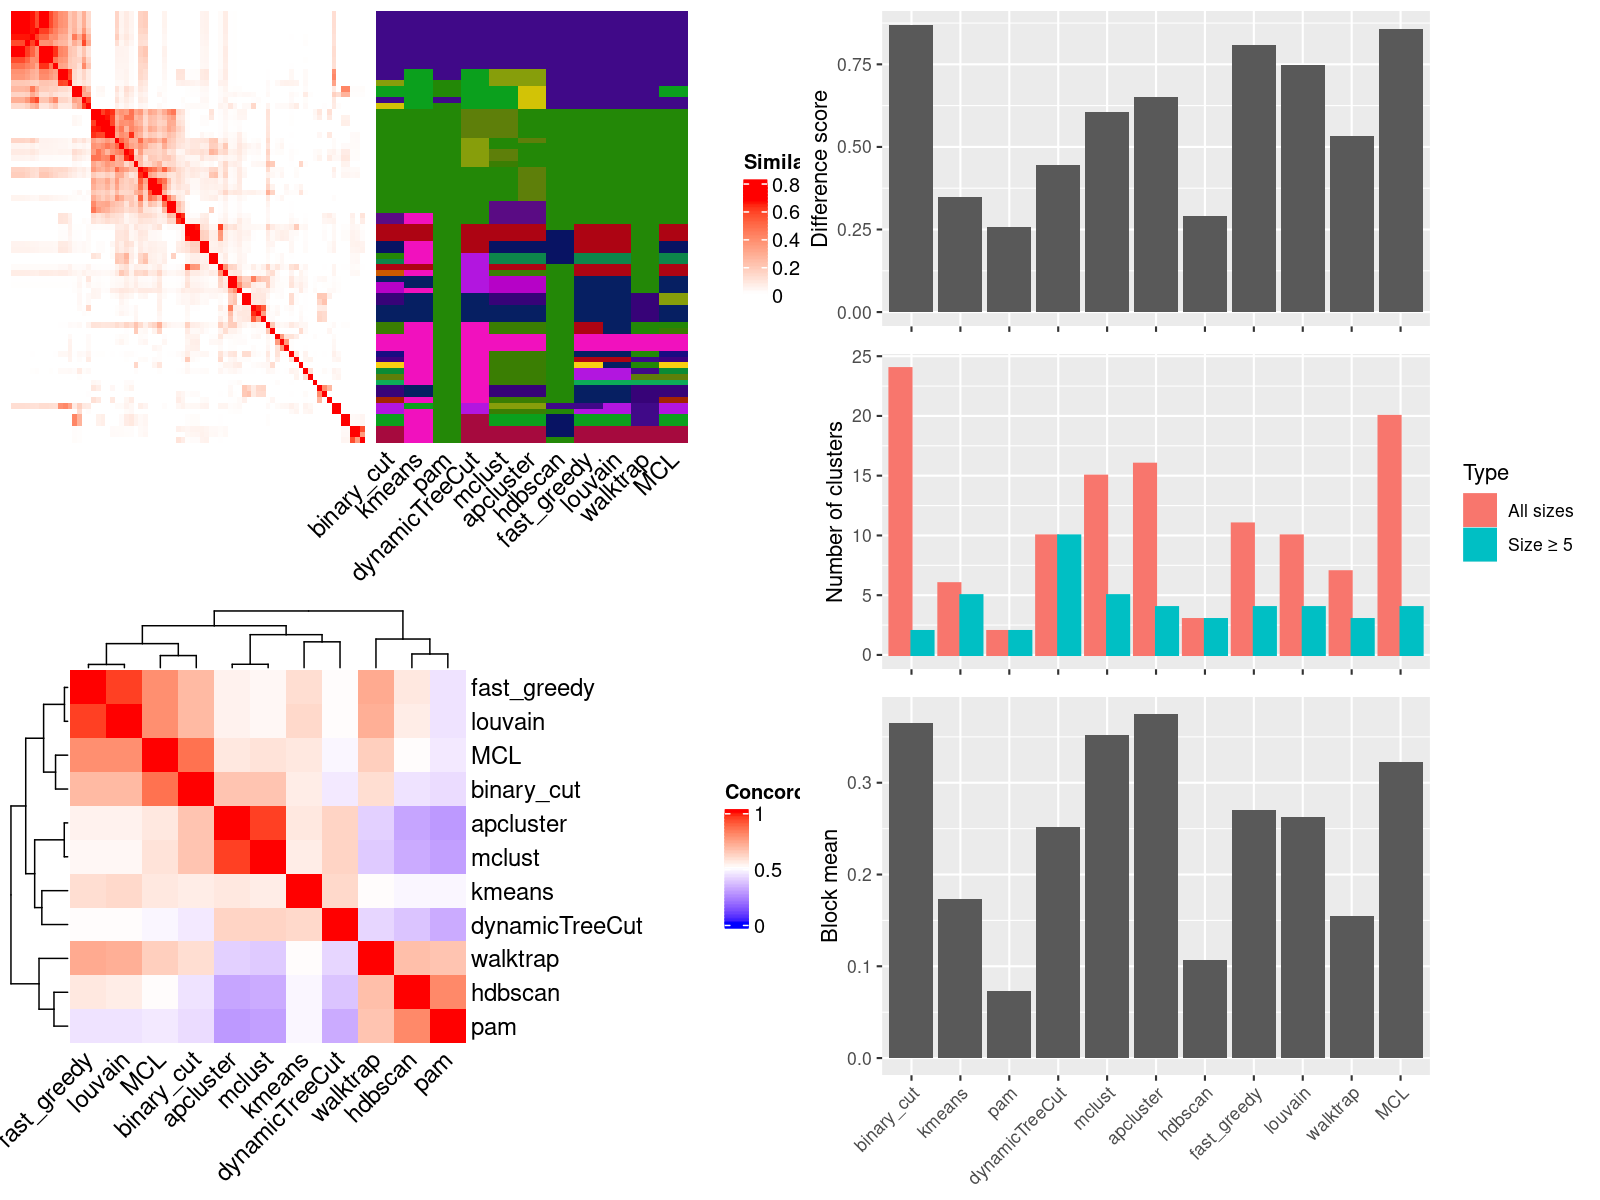 Simila
0.8
0.6
0.4
0.2
0
binary_cut
kmeans
pam
dynamicTreeCut
mclust
apcluster
hdbscan
fast_greedy
louvain
walktrap
MCL
Difference score
0.75
0.50
0.25
0.00
Number of clusters
25
20
15
10
5
0
Type
All sizes
Size ≥ 5
fast_greedy
louvain
MCL
binary_cut
apcluster
mclust
kmeans
dynamicTreeCut
walktrap
hdbscan
pam
fast_greedy
louvain
MCL
binary_cut
apcluster
mclust
kmeans
dynamicTreeCut
walktrap
hdbscan
pam
Concord
1
0.5
0
Block mean
0.3
0.2
0.1
0.0
binary_cut
kmeans
pam
dynamicTreeCut
mclust
apcluster
hdbscan
fast_greedy
louvain
walktrap
MCL